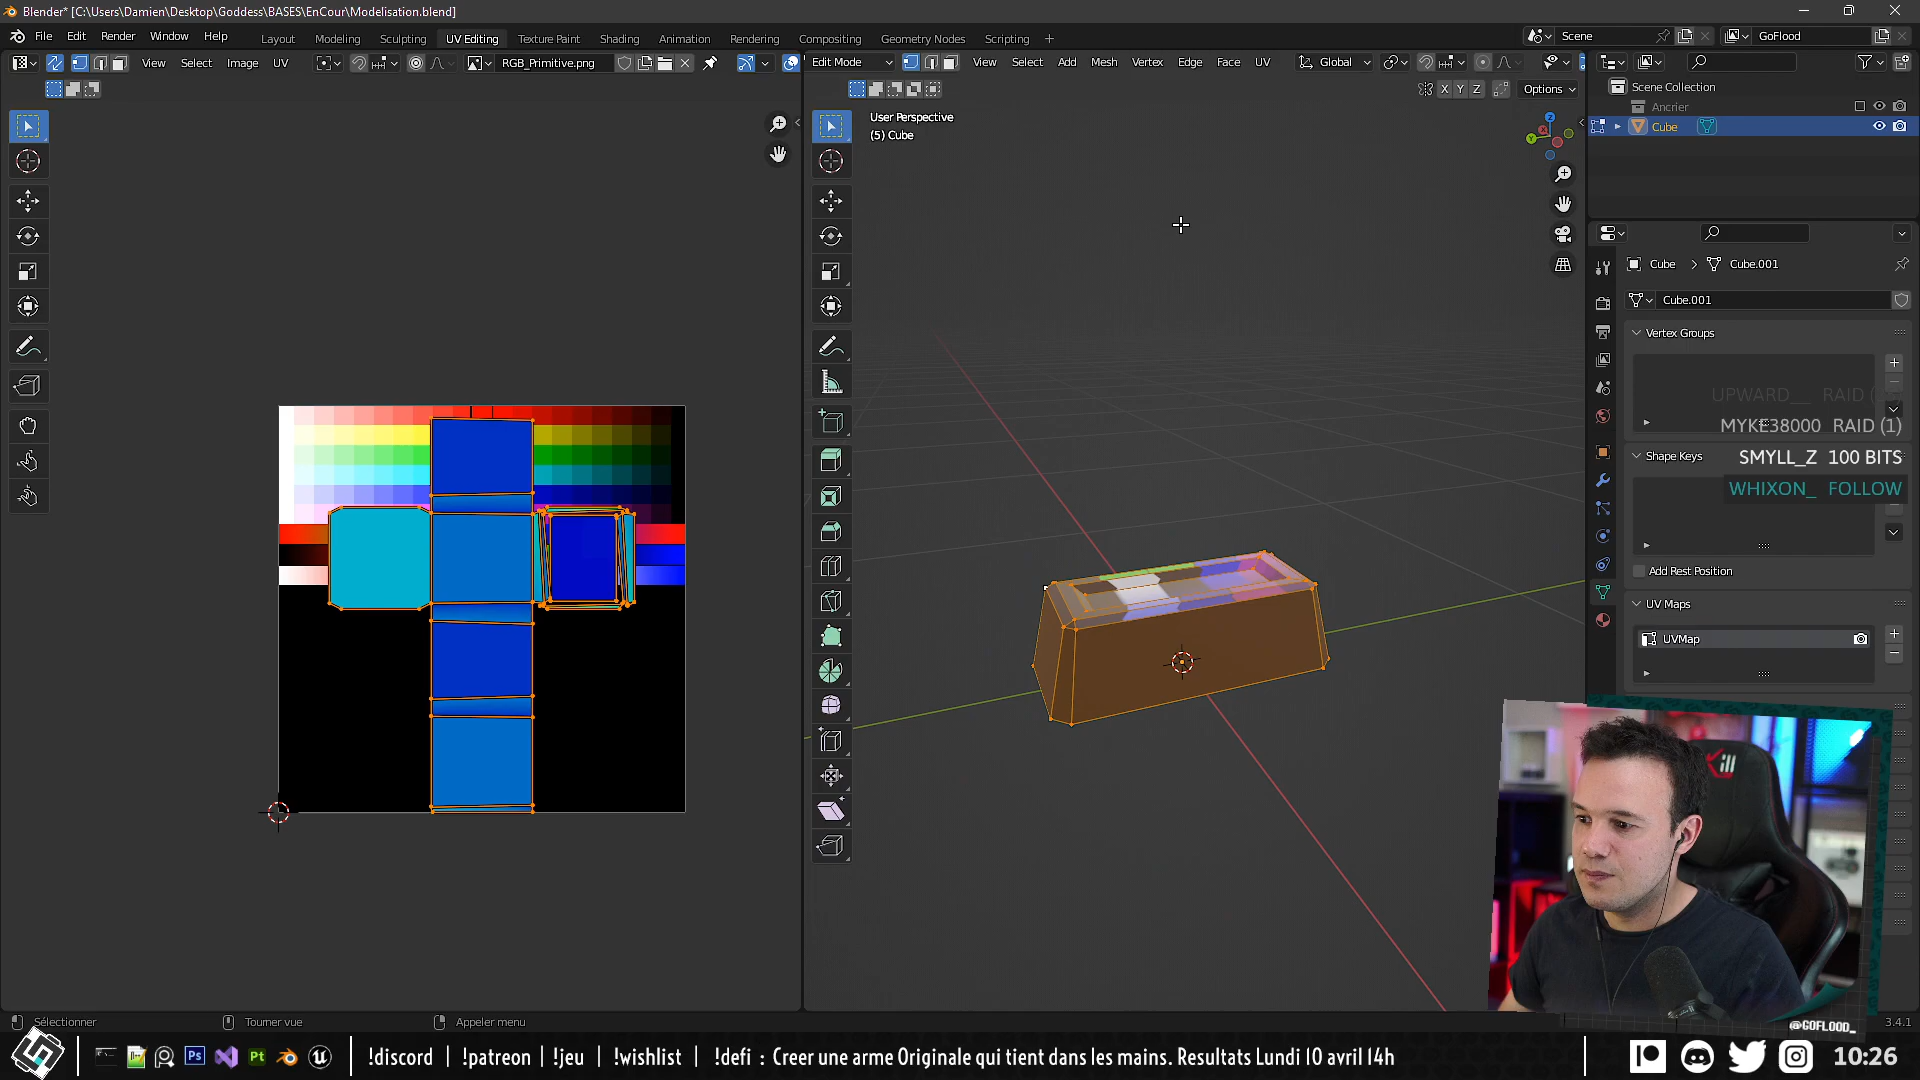 Blender* [C:\Users\Damien\Desktop\Goddess\BASES\EnCour\Modelisation.blend]
File Edit Render Window Help Layout Modeling Sculpting UV Editing Texture Paint Shading Animation Rendering Compositing Geometry Nodes Scripting + Scene GoFlood
View Select Image UV RGB_Primitive.png Edit Mode View Select Add Mesh Vertex Edge Face UV Global
X Y Z Options
Scene Collection
Ancrier
Cube
User Perspective
(5) Cube
Cube > Cube.001
Cube.001
Vertex Groups
UPWARD__ RAID
MYKE38000 RAID (1)
Shape Keys
SMYLL_Z 100 BITS
WHIXON_ FOLLOW
Add Rest Position
UV Maps
UVMap
Sélectionner Tourner vue Appeler menu
@GOFLOOD_
3.4.1
!discord | !patreon | !jeu | !wishlist | !defi : Creer une arme Originale qui tient dans les mains. Resultats Lundi 10 avril 14h
10:26